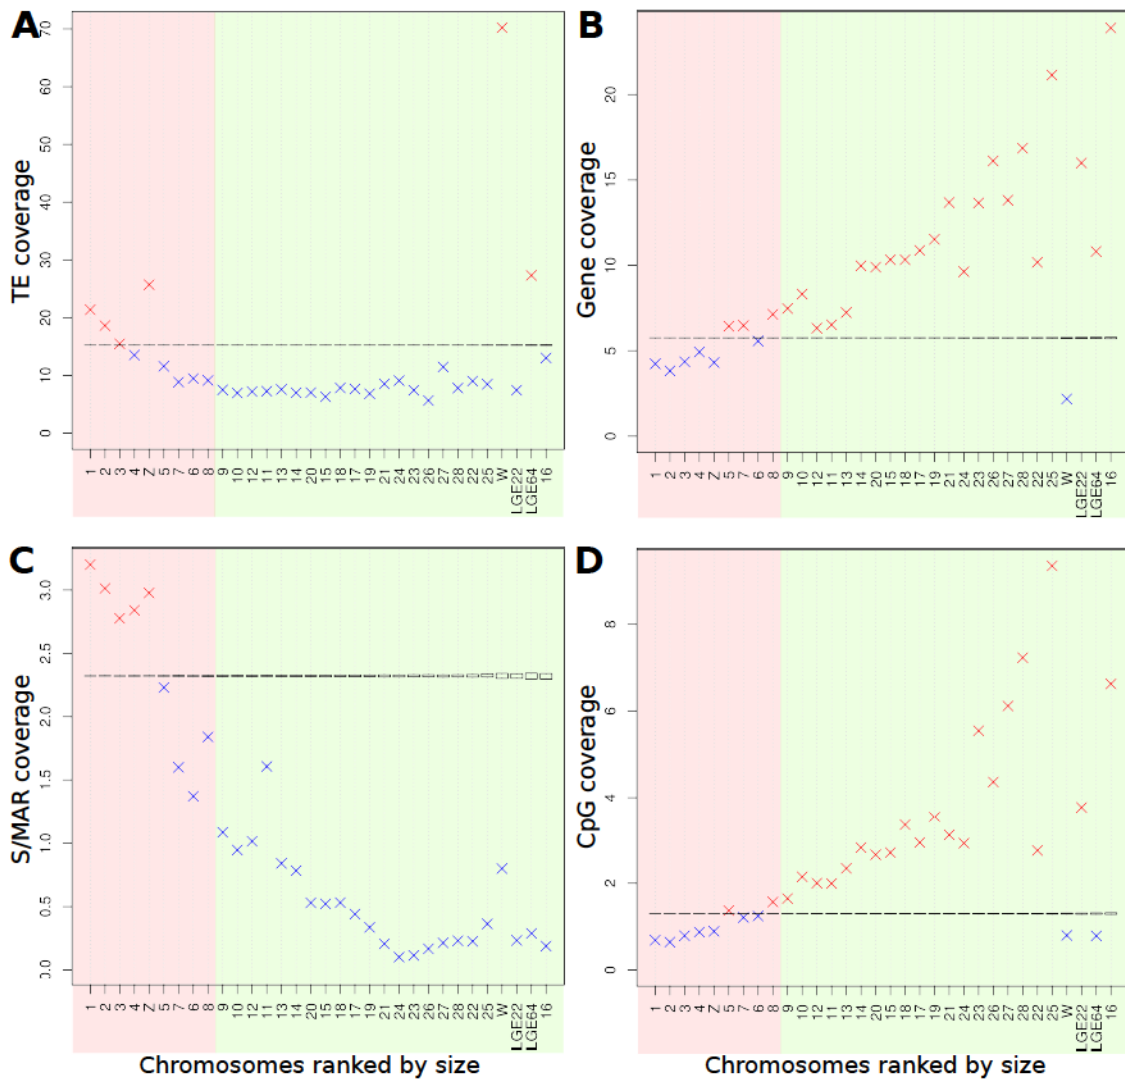 A
TE coverage
70
60
50
40
30
20
10
0
1 2 3 4 Z 5 7 6 8 9 10 12 11 13 14 20 15 18 17 19 21 24 23 26 27 28 22 25 W LGE22 LGE64 16
B
Gene coverage
20
15
10
5
0
1 2 3 4 Z 5 7 6 8 9 10 12 11 13 14 20 15 18 17 19 21 24 23 26 27 28 22 25 W LGE22 LGE64 16
C
S/MAR coverage
3.0
2.5
2.0
1.5
1.0
0.5
0.0
1 2 3 4 Z 5 7 6 8 9 10 12 11 13 14 20 15 18 17 19 21 24 23 26 27 28 22 25 W LGE22 LGE64 16
Chromosomes ranked by size
D
CpG coverage
8
6
4
2
0
1 2 3 4 Z 5 7 6 8 9 10 12 11 13 14 20 15 18 17 19 21 24 23 26 27 28 22 25 W LGE22 LGE64 16
Chromosomes ranked by size